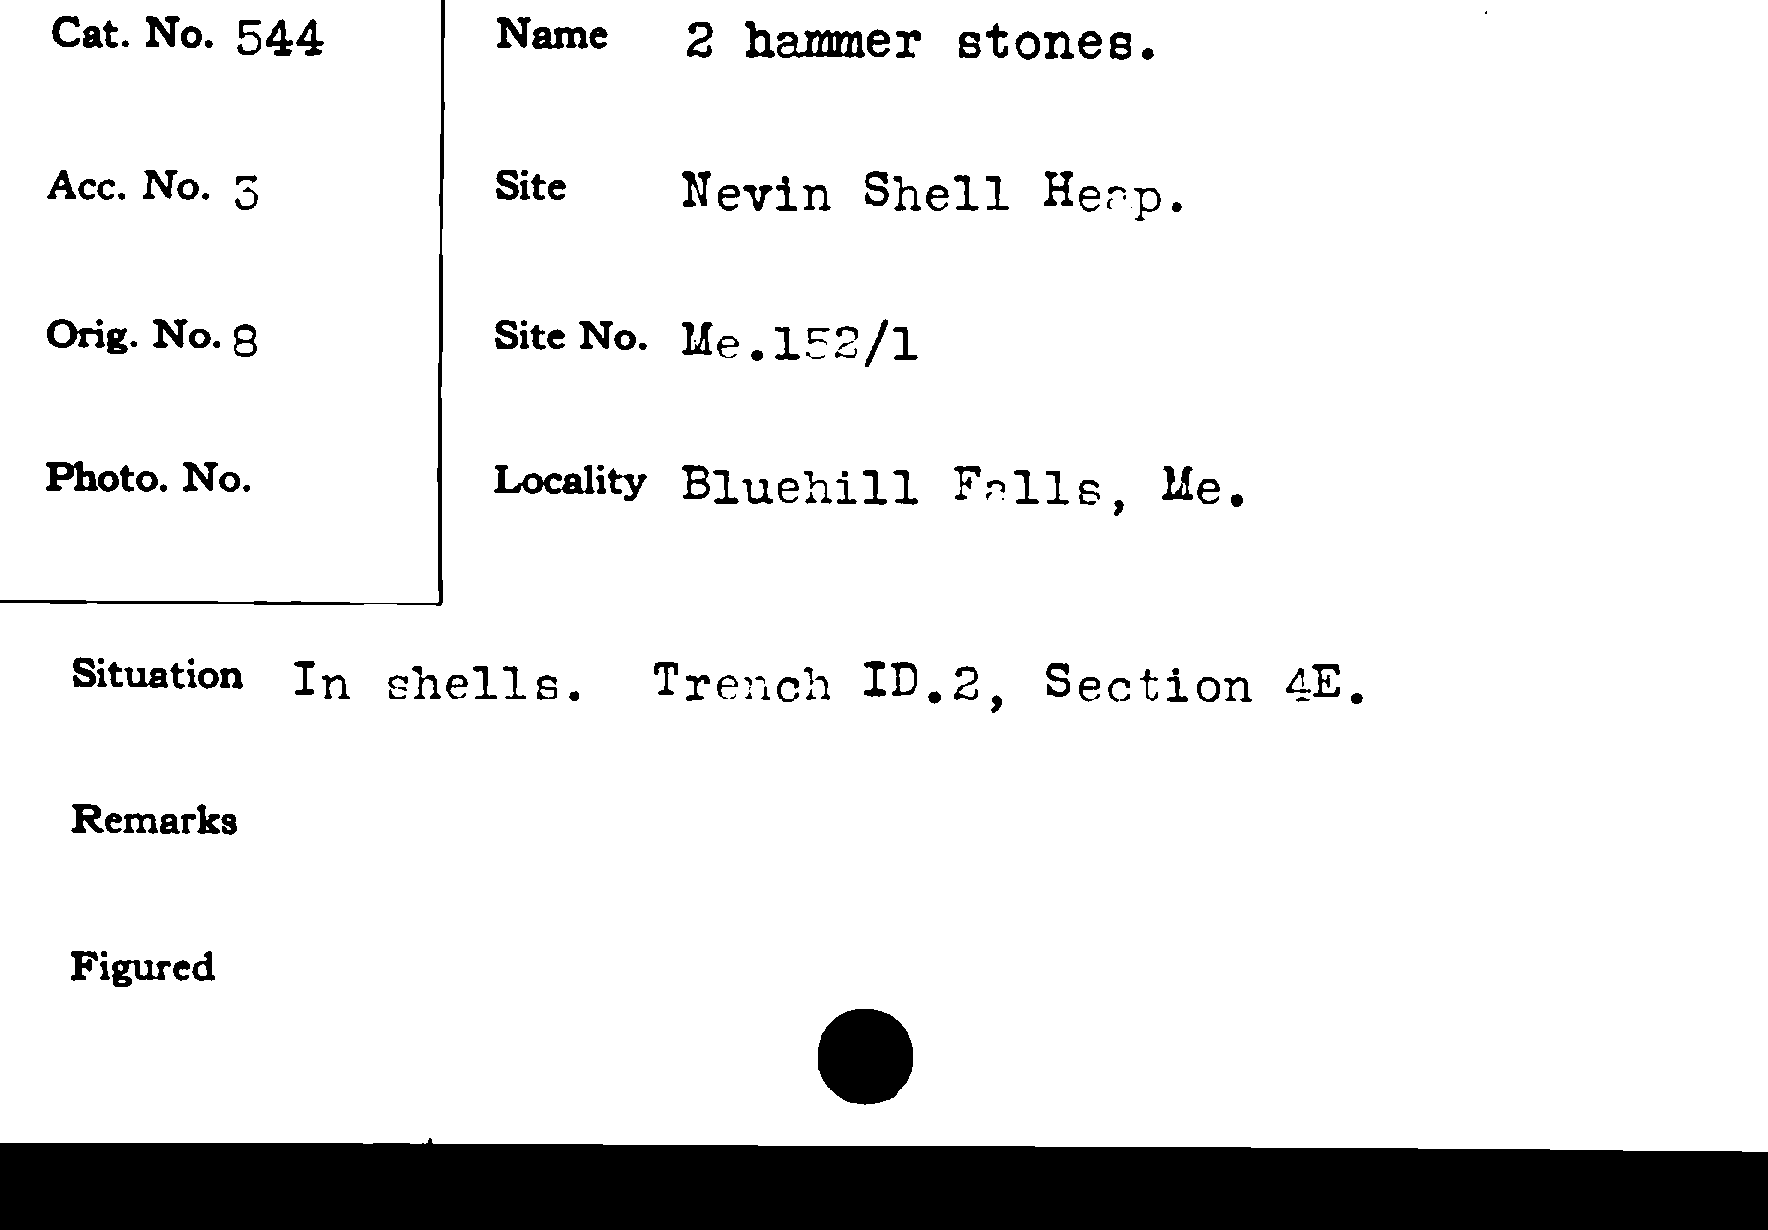 Cat. No. 544
Name 2 hammer stones.
Acc. No. 3
Site Nevin Shell Heap.
Orig. No. 8
Site No. Me.152/1
Photo. No.
Locality Bluehill Falls, Me.
Situation In shells. Trench ID.2, Section 4E.
Remarks
Figured